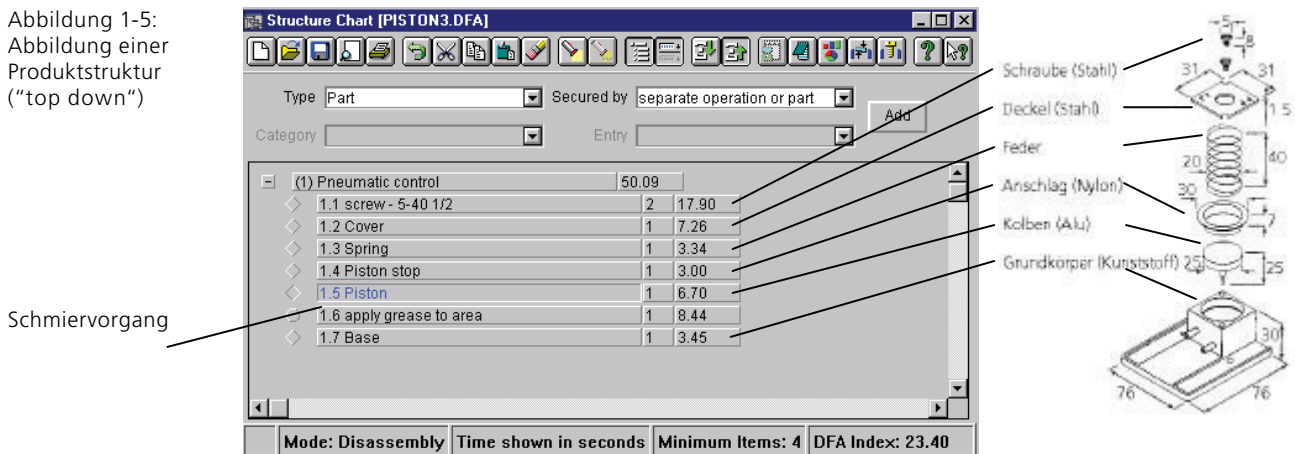 Abbildung 1-5:
Abbildung einer
Produktstruktur
("top down“)
Schmiervorgang
Structure Chart [PISTON3.DFA]
Type Part Secured by separate operation or part Add
Category Entry
(1) Pneumatic control 50.09
1.1 screw - 5-40 1/2 2 17.90
1.2 Cover 1 7.26
1.3 Spring 1 3.34
1.4 Piston stop 1 3.00
1.5 Piston 1 6.70
1.6 apply grease to area 1 8.44
1.7 Base 1 3.45
Mode: Disassembly Time shown in seconds Minimum Items: 4 DFA Index: 23.40
Schraube (Stahl)
Deckel (Stahl)
Feder
Anschlag (Nylon)
Kolben (Alu)
Grundkörper (Kunststoff)
5
8
31 31
1.5
20 40
30
7
25 25
30
76 76